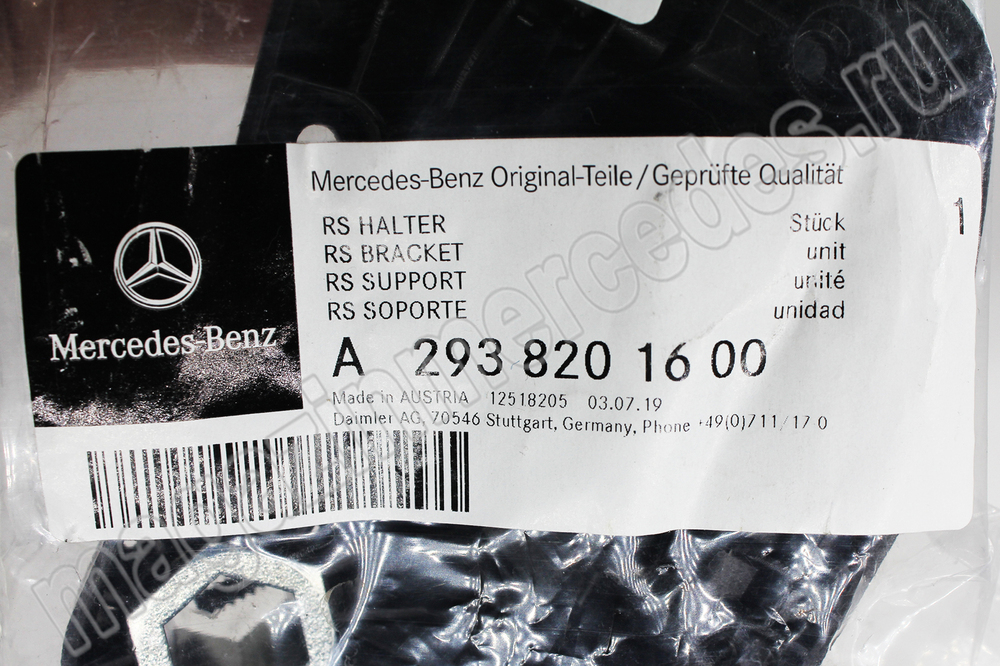 Mercedes-Benz Original-Teile/Geprüfte Qualität
RS HALTER Stück 1
RS BRACKET unit
RS SUPPORT unité
RS SOPORTE unidad
Mercedes-Benz
A 293 820 16 00
Made in AUSTRIA 12518205 03.07.19
Daimler AG, 70546 Stuttgart, Germany, Phone +49(0)711/17 0
magazinmercedes.ru